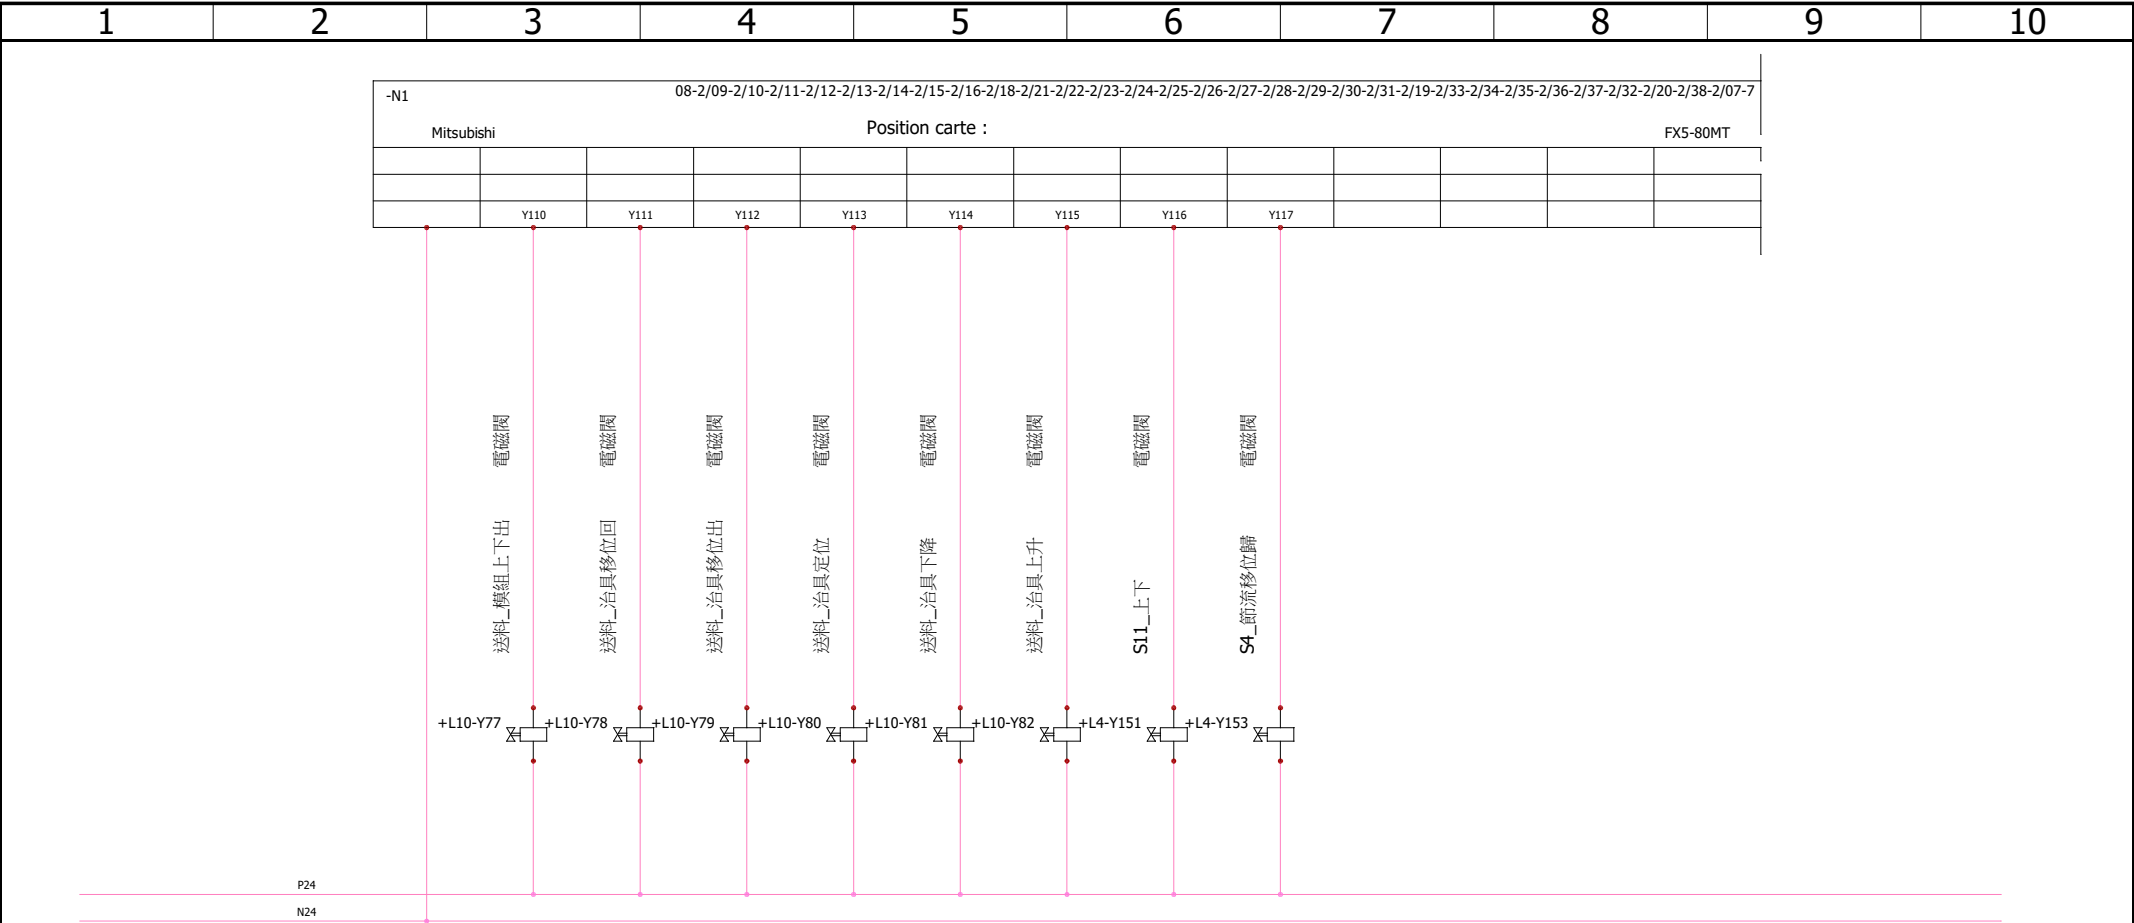 1 2 3 4 5 6 7 8 9 10
-N1 08-2/09-2/10-2/11-2/12-2/13-2/14-2/15-2/16-2/18-2/21-2/22-2/23-2/24-2/25-2/26-2/27-2/28-2/29-2/30-2/31-2/19-2/33-2/34-2/35-2/36-2/37-2/32-2/20-2/38-2/07-7
Mitsubishi Position carte : FX5-80MT
Y110 Y111 Y112 Y113 Y114 Y115 Y116 Y117
送料_模組上下出 電磁閥
送料_治具移位回 電磁閥
送料_治具移位出 電磁閥
送料_治具定位 電磁閥
送料_治具下降 電磁閥
送料_治具上升 電磁閥
S11_上下 電磁閥
S4_節流移位歸 電磁閥
+L10-Y77 +L10-Y78 +L10-Y79 +L10-Y80 +L10-Y81 +L10-Y82 +L4-Y151 +L4-Y153
P24
N24